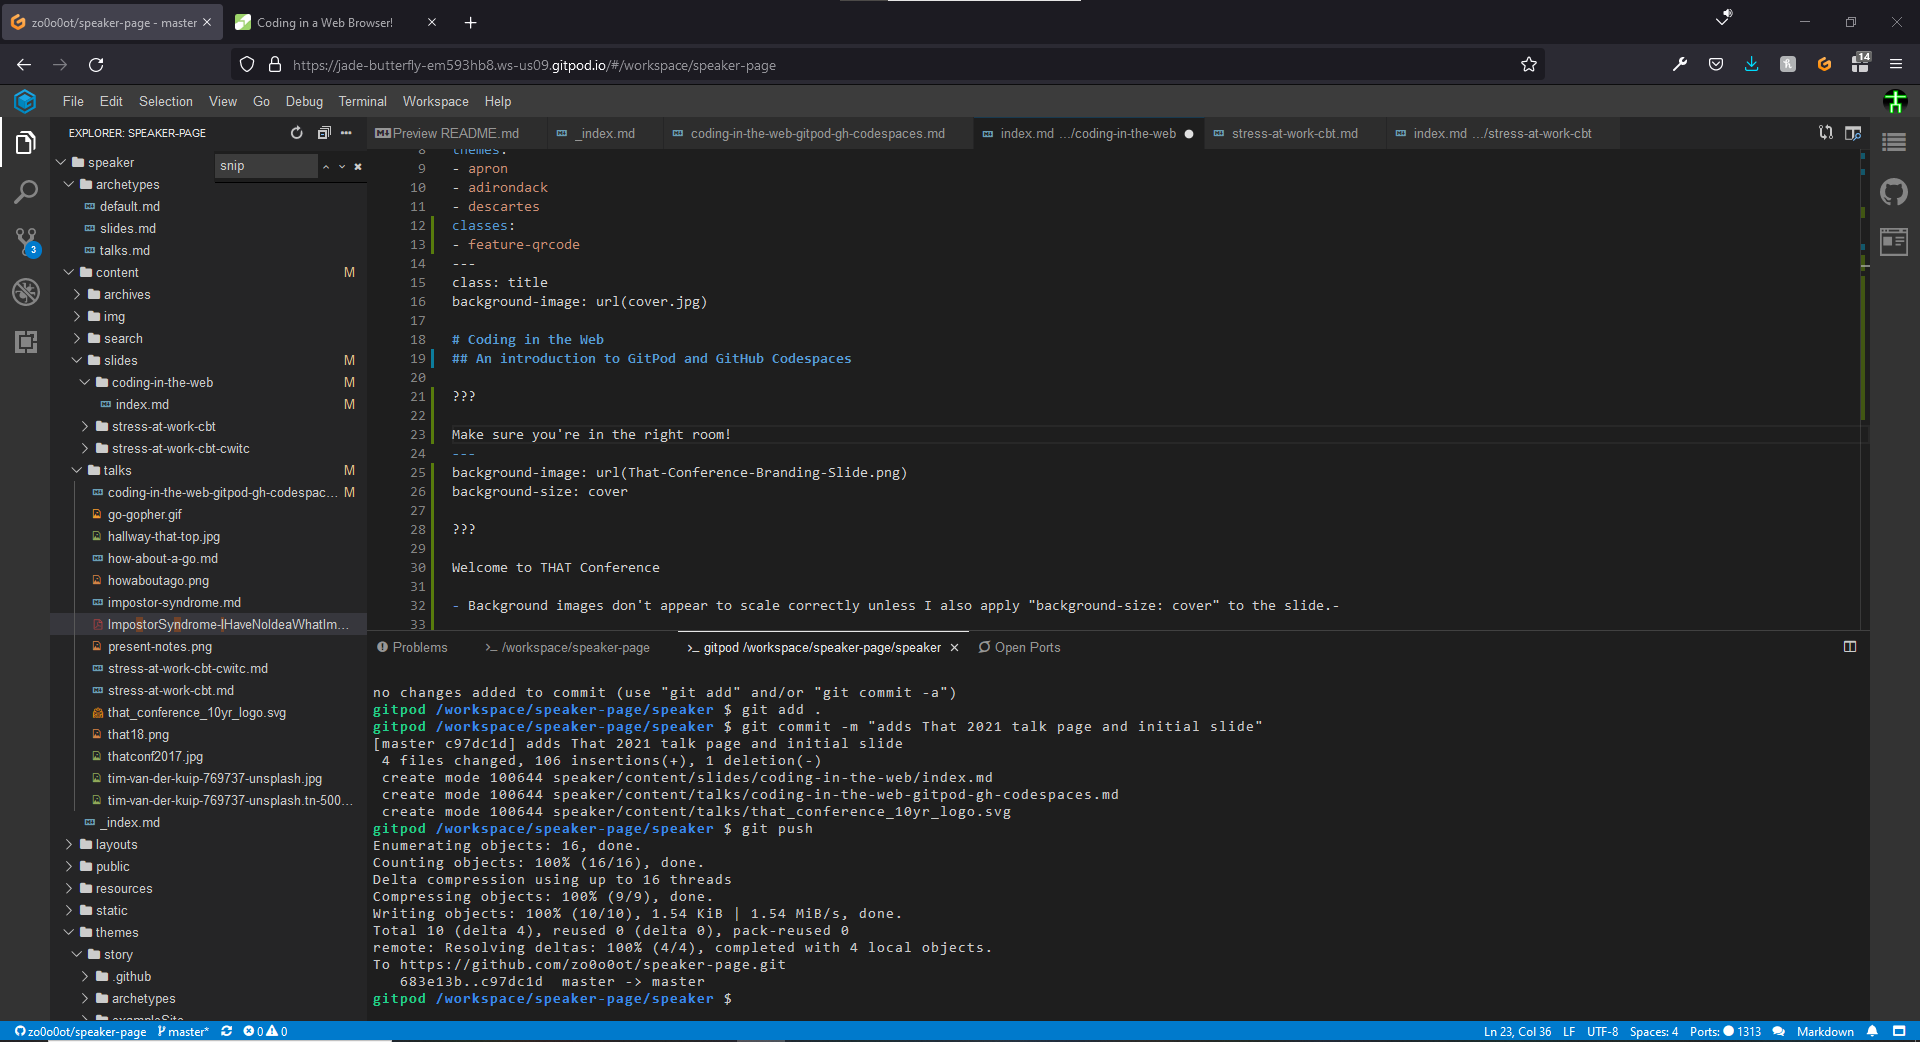 zo0o0ot/speaker-page - master
Coding in a Web Browser!
https://jade-butterfly-em593hb8.ws-us09.gitpod.io/#/workspace/speaker-page
14
File Edit Selection View Go Debug Terminal Workspace Help
EXPLORER: SPEAKER-PAGE
Preview README.md
_index.md
coding-in-the-web-gitpod-gh-codespaces.md
index.md .../coding-in-the-web
stress-at-work-cbt.md
index.md .../stress-at-work-cbt
snip
3
speaker
archetypes
default.md
slides.md
talks.md
content M
archives
img
search
slides M
coding-in-the-web M
index.md M
stress-at-work-cbt
stress-at-work-cbt-cwitc
talks M
coding-in-the-web-gitpod-gh-codespac... M
go-gopher.gif
hallway-that-top.jpg
how-about-a-go.md
howaboutago.png
impostor-syndrome.md
ImpostorSyndrome-IHaveNoIdeaWhatIm...
present-notes.png
stress-at-work-cbt-cwitc.md
stress-at-work-cbt.md
that_conference_10yr_logo.svg
that18.png
thatconf2017.jpg
tim-van-der-kuip-769737-unsplash.jpg
tim-van-der-kuip-769737-unsplash.tn-500...
_index.md
layouts
public
resources
static
themes
story
.github
archetypes
exampleSite
8 themes:
9 - apron
10 - adirondack
11 - descartes
12 classes:
13 - feature-qrcode
14 ---
15 class: title
16 background-image: url(cover.jpg)
17
18 # Coding in the Web
19 ## An introduction to GitPod and GitHub Codespaces
20
21 ???
22
23 Make sure you're in the right room!
24 ---
25 background-image: url(That-Conference-Branding-Slide.png)
26 background-size: cover
27
28 ???
29
30 Welcome to THAT Conference
31
32 - Background images don't appear to scale correctly unless I also apply "background-size: cover" to the slide.-
33
Problems
>_ /workspace/speaker-page
>_ gitpod /workspace/speaker-page/speaker
Open Ports
no changes added to commit (use "git add" and/or "git commit -a")
gitpod /workspace/speaker-page/speaker $ git add .
gitpod /workspace/speaker-page/speaker $ git commit -m "adds That 2021 talk page and initial slide"
[master c97dc1d] adds That 2021 talk page and initial slide
4 files changed, 106 insertions(+), 1 deletion(-)
create mode 100644 speaker/content/slides/coding-in-the-web/index.md
create mode 100644 speaker/content/talks/coding-in-the-web-gitpod-gh-codespaces.md
create mode 100644 speaker/content/talks/that_conference_10yr_logo.svg
gitpod /workspace/speaker-page/speaker $ git push
Enumerating objects: 16, done.
Counting objects: 100% (16/16), done.
Delta compression using up to 16 threads
Compressing objects: 100% (9/9), done.
Writing objects: 100% (10/10), 1.54 KiB | 1.54 MiB/s, done.
Total 10 (delta 4), reused 0 (delta 0), pack-reused 0
remote: Resolving deltas: 100% (4/4), completed with 4 local objects.
To https://github.com/zo0o0ot/speaker-page.git
683e13b..c97dc1d master -> master
gitpod /workspace/speaker-page/speaker $
zo0o0ot/speaker-page master* 0 0
Ln 23, Col 36 LF UTF-8 Spaces: 4 Ports: 1313 Markdown